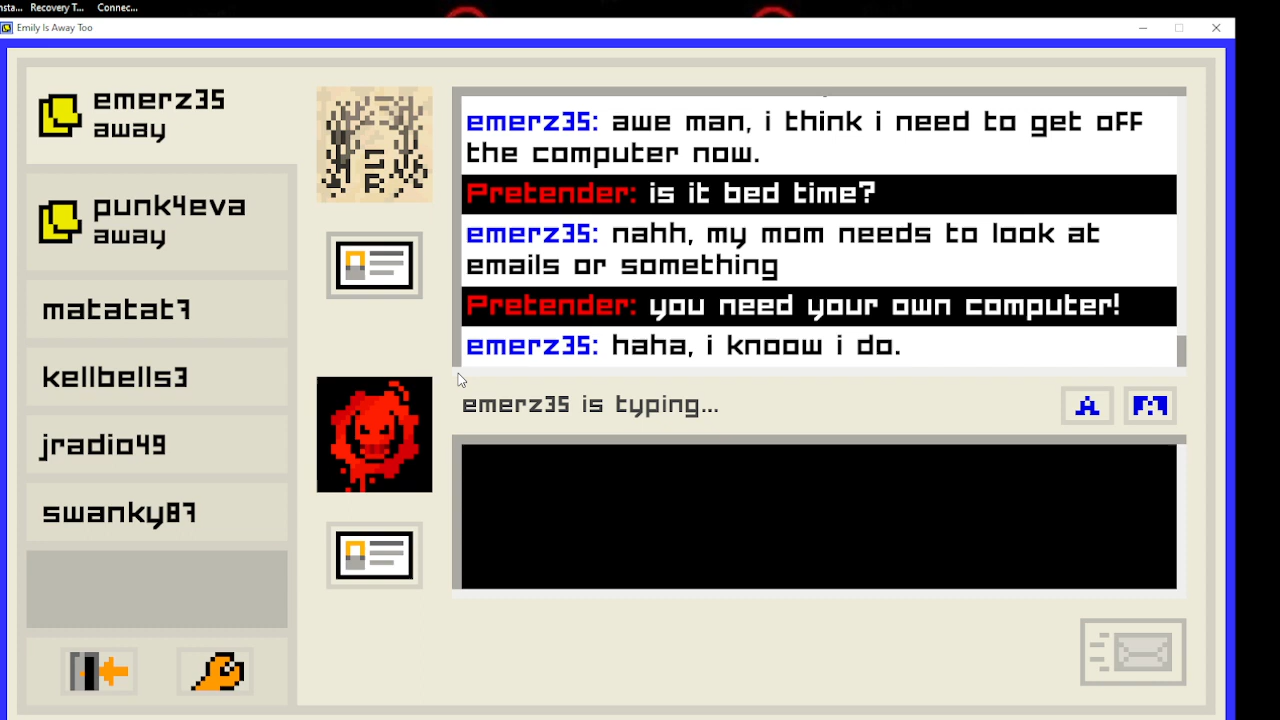 nsta... Recovery T... Connec...
Emily Is Away Too
emerz35
away
punk4eva
away
matatat7
kellbells3
jradio49
swanky87
emerz35: awe man, i think i need to get off
the computer now.
Pretender: is it bed time?
emerz35: nahh, my mom needs to look at
emails or something
Pretender: you need your own computer!
emerz35: haha, i knoow i do.
emerz35 is typing...
A